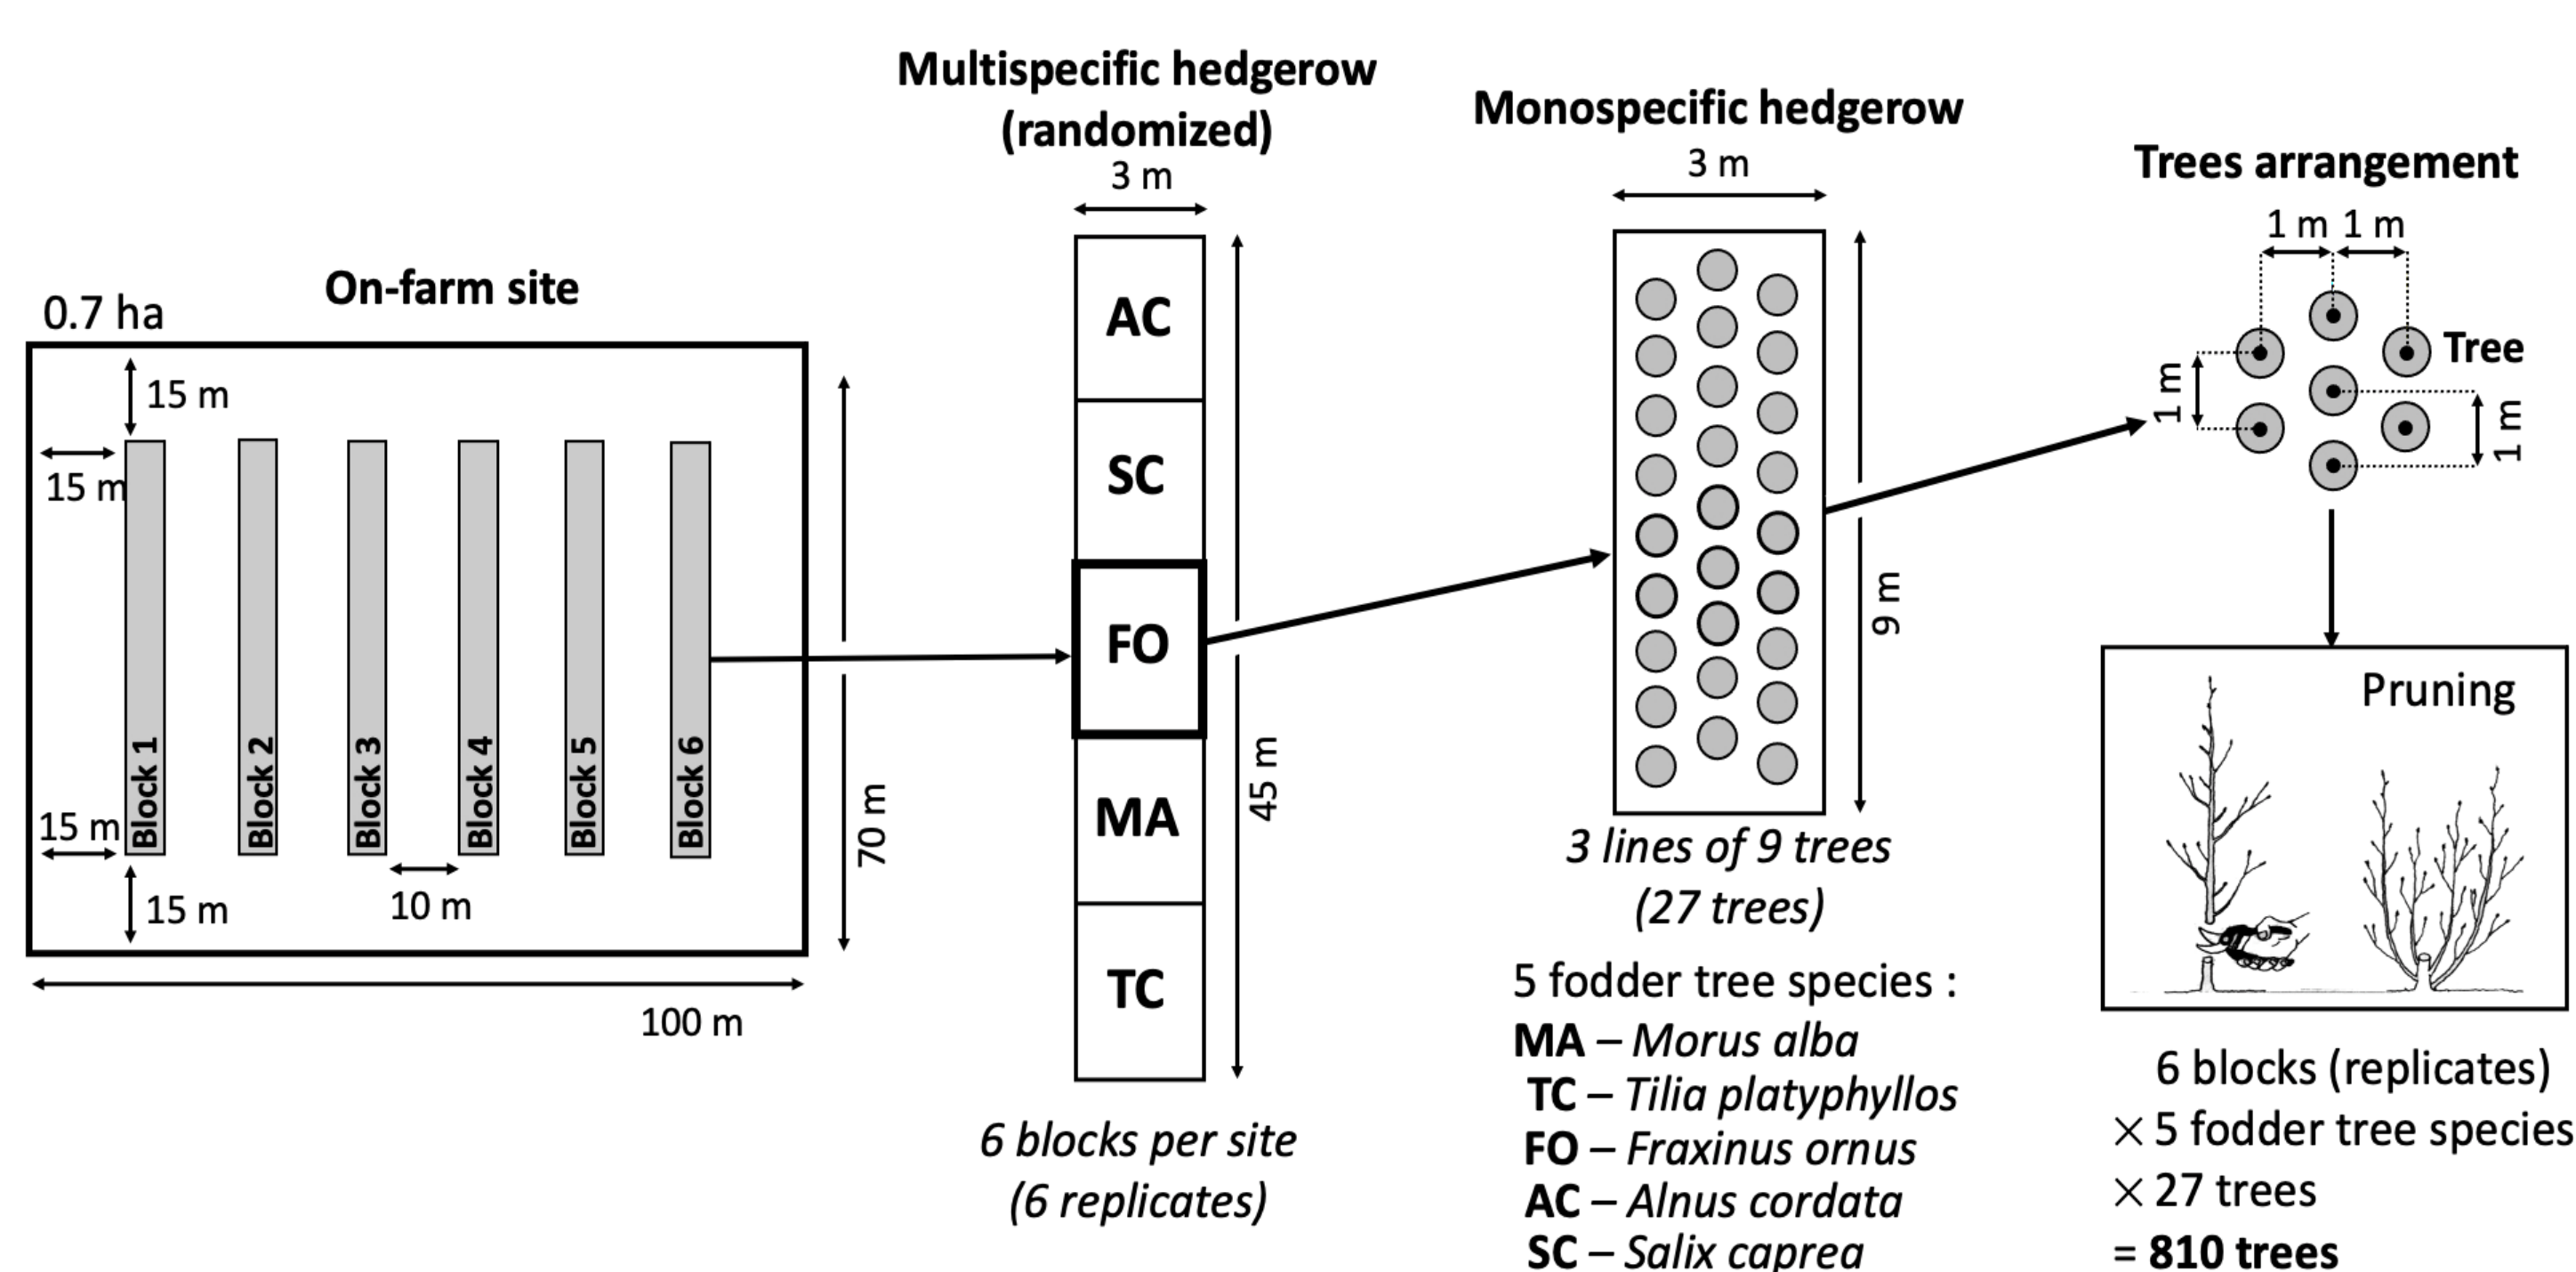 On-farm site
0.7 ha
15 m
15 m
15 m
15 m
10 m
Block 1
Block 2
Block 3
Block 4
Block 5
Block 6
70 m
100 m
Multispecific hedgerow
(randomized)
3 m
AC
SC
FO
MA
TC
45 m
6 blocks per site
(6 replicates)
Monospecific hedgerow
3 m
9 m
3 lines of 9 trees
(27 trees)
5 fodder tree species :
MA – Morus alba
TC – Tilia platyphyllos
FO – Fraxinus ornus
AC – Alnus cordata
SC – Salix caprea
Trees arrangement
1 m 1 m
Tree
1 m
1 m
Pruning
6 blocks (replicates)
× 5 fodder tree species
× 27 trees
= 810 trees